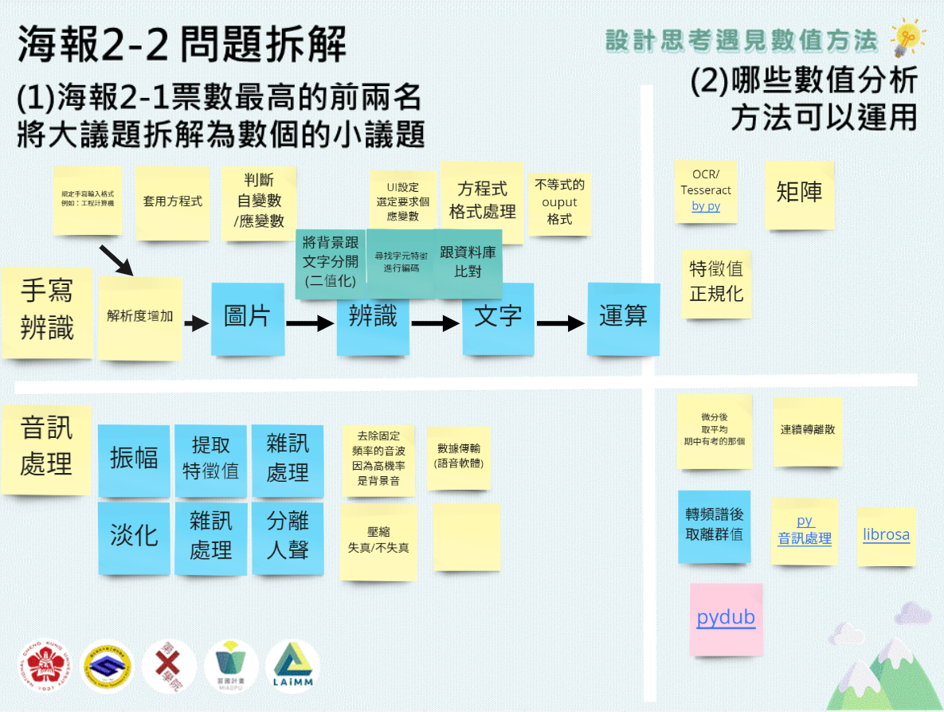 海報2-2 問題拆解
設計思考遇見數值方法
(1)海報2-1票數最高的前兩名
將大議題拆解為數個的小議題
(2)哪些數值分析
方法可以運用
限定手寫輸入格式
例如：工程計算機
套用方程式
判斷
自變數
/應變數
UI設定
選定要求個
應變數
方程式
格式處理
不等式的
ouput
格式
將背景跟
文字分開
(二值化)
尋找字元特徵
進行編碼
跟資料庫
比對
手寫
辨識
解析度增加
圖片
辨識
文字
運算
OCR/
Tesseract
by py
矩陣
特徵值
正規化
音訊
處理
振幅
提取
特徵值
雜訊
處理
去除固定
頻率的音波
因為高機率
是背景音
數據傳輸
(語音軟體)
淡化
雜訊
處理
分離
人聲
壓縮
失真/不失真
微分後
取平均
期中有考的那個
連續轉離散
轉頻譜後
取離群值
py
音訊處理
librosa
pydub
苗圃計畫
MIAOPU
LAiMM